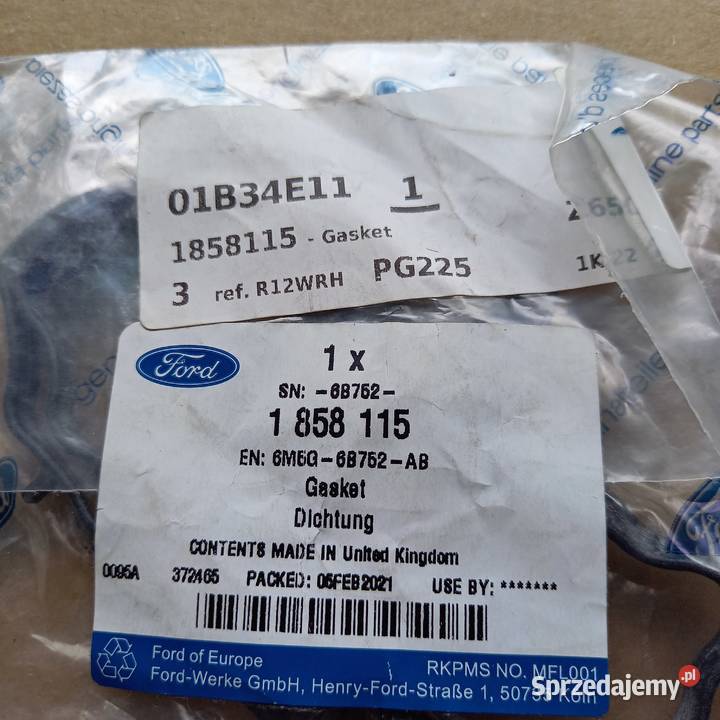 01B34E11 1
1858115 - Gasket
3 ref. R12WRH PG225
Ford
1 x
SN: -6B752-
1 858 115
EN: 6M5G-6B752-AB
Gasket
Dichtung
CONTENTS MADE IN United Kingdom
0095A 372465 PACKED: 05FEB2021 USE BY: *******
Ford of Europe
RKPMS NO. MFL001
Ford-Werke GmbH, Henry-Ford-Straße 1, Köln
Sprzedajemy.pl